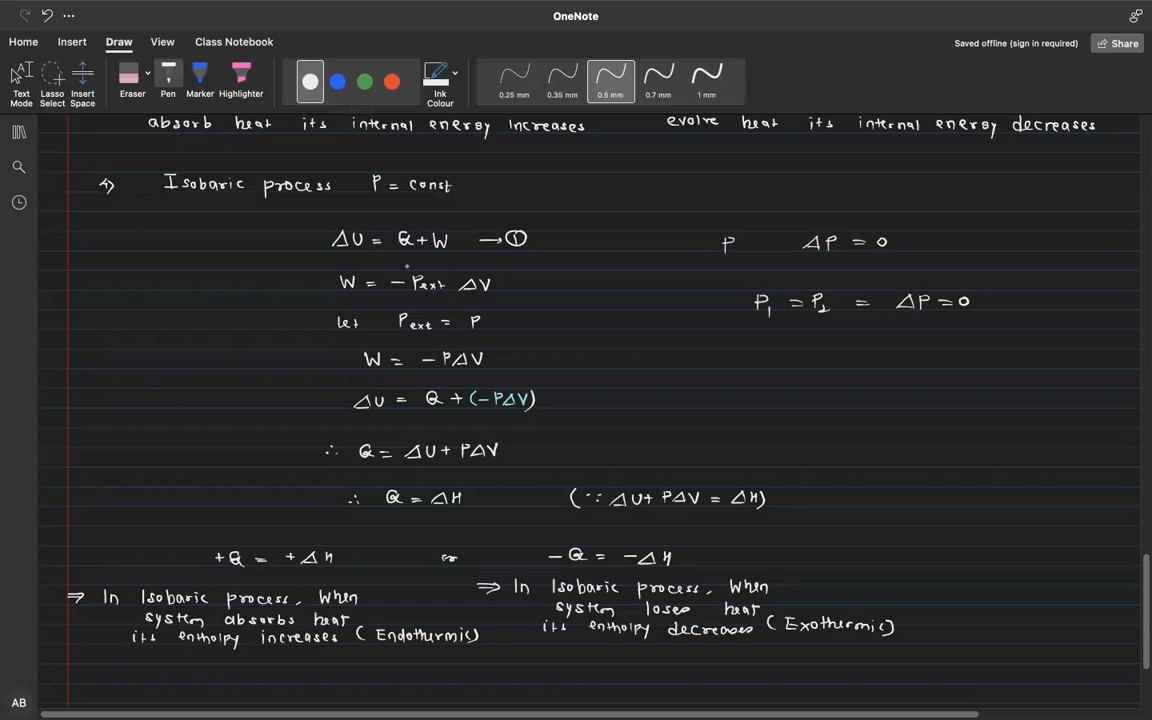 OneNote
Home Insert Draw View Class Notebook
Saved offline (sign in required) Share
Text Mode
Lasso Select
Insert Space
Eraser
Pen
Marker
Highlighter
Ink Colour
0.25 mm
0.35 mm
0.5 mm
0.7 mm
1 mm
absorb heat its internal energy Increases
evolve heat its internal energy decreases
4) Isobaric process P = const
ΔU = Q + W → ①
P ΔP = 0
W = - Pext ΔV
P₁ = P₂ = ΔP = 0
let Pext = P
W = - PΔV
ΔU = Q + (- PΔV)
∴ Q = ΔU + PΔV
∴ Q = ΔH (∵ ΔU + PΔV = ΔH)
+Q = +ΔH or -Q = -ΔH
⇒ In Isobaric process, When
system absorbs heat
its enthalpy increases (Endothermic)
⇒ In Isobaric process, When
system loses heat
its enthalpy decreases (Exothermic)
AB